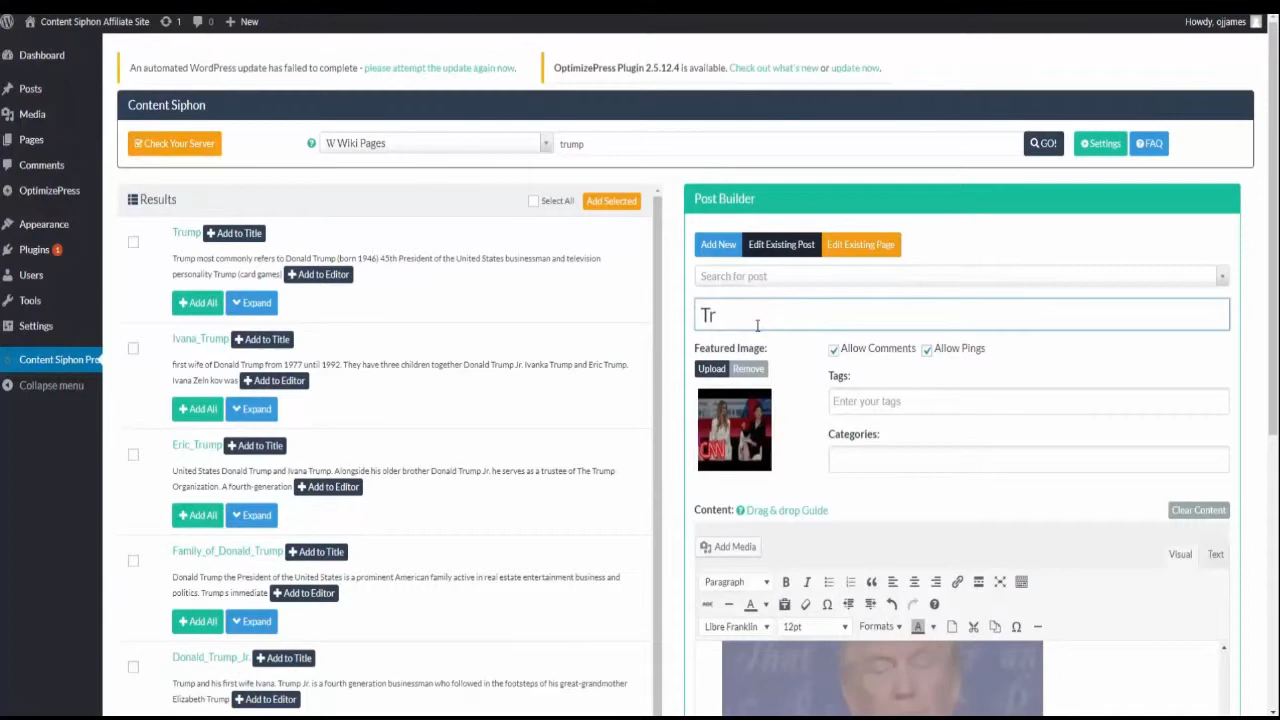 Content Siphon Affiliate Site 1 0 New Howdy, ojjames
Dashboard
Posts
Media
Pages
Comments
OptimizePress
Appearance
Plugins 1
Users
Tools
Settings
Content Siphon Pro
Collapse menu
An automated WordPress update has failed to complete - please attempt the update again now.
OptimizePress Plugin 2.5.12.4 is available. Check out what's new or update now.
Content Siphon
Check Your Server
W Wiki Pages
trump
GO!
Settings
FAQ
Results
Select All
Add Selected
Trump Add to Title
Trump most commonly refers to Donald Trump (born 1946) 45th President of the United States businessman and television
personality Trump (card games) Add to Editor
Add All Expand
Ivana_Trump Add to Title
first wife of Donald Trump from 1977 until 1992. They have three children together Donald Trump Jr. Ivanka Trump and Eric Trump.
Ivana Zeln kov was Add to Editor
Add All Expand
Eric_Trump Add to Title
United States Donald Trump and Ivana Trump. Alongside his older brother Donald Trump Jr. he serves as a trustee of The Trump
Organization. A fourth-generation Add to Editor
Add All Expand
Family_of_Donald_Trump Add to Title
Donald Trump the President of the United States is a prominent American family active in real estate entertainment business and
politics. Trump's immediate Add to Editor
Add All Expand
Donald_Trump_Jr. Add to Title
Trump and his first wife Ivana. Trump Jr. is a fourth generation businessman who followed in the footsteps of his great-grandmother
Elizabeth Trump Add to Editor
Post Builder
Add New Edit Existing Post Edit Existing Page
Search for post
Tr
Featured Image:
Upload Remove
CNN
Allow Comments Allow Pings
Tags:
Enter your tags
Categories:
Content: Drag & drop Guide
Clear Content
Add Media
Visual Text
Paragraph
ABC
Libre Franklin 12pt Formats